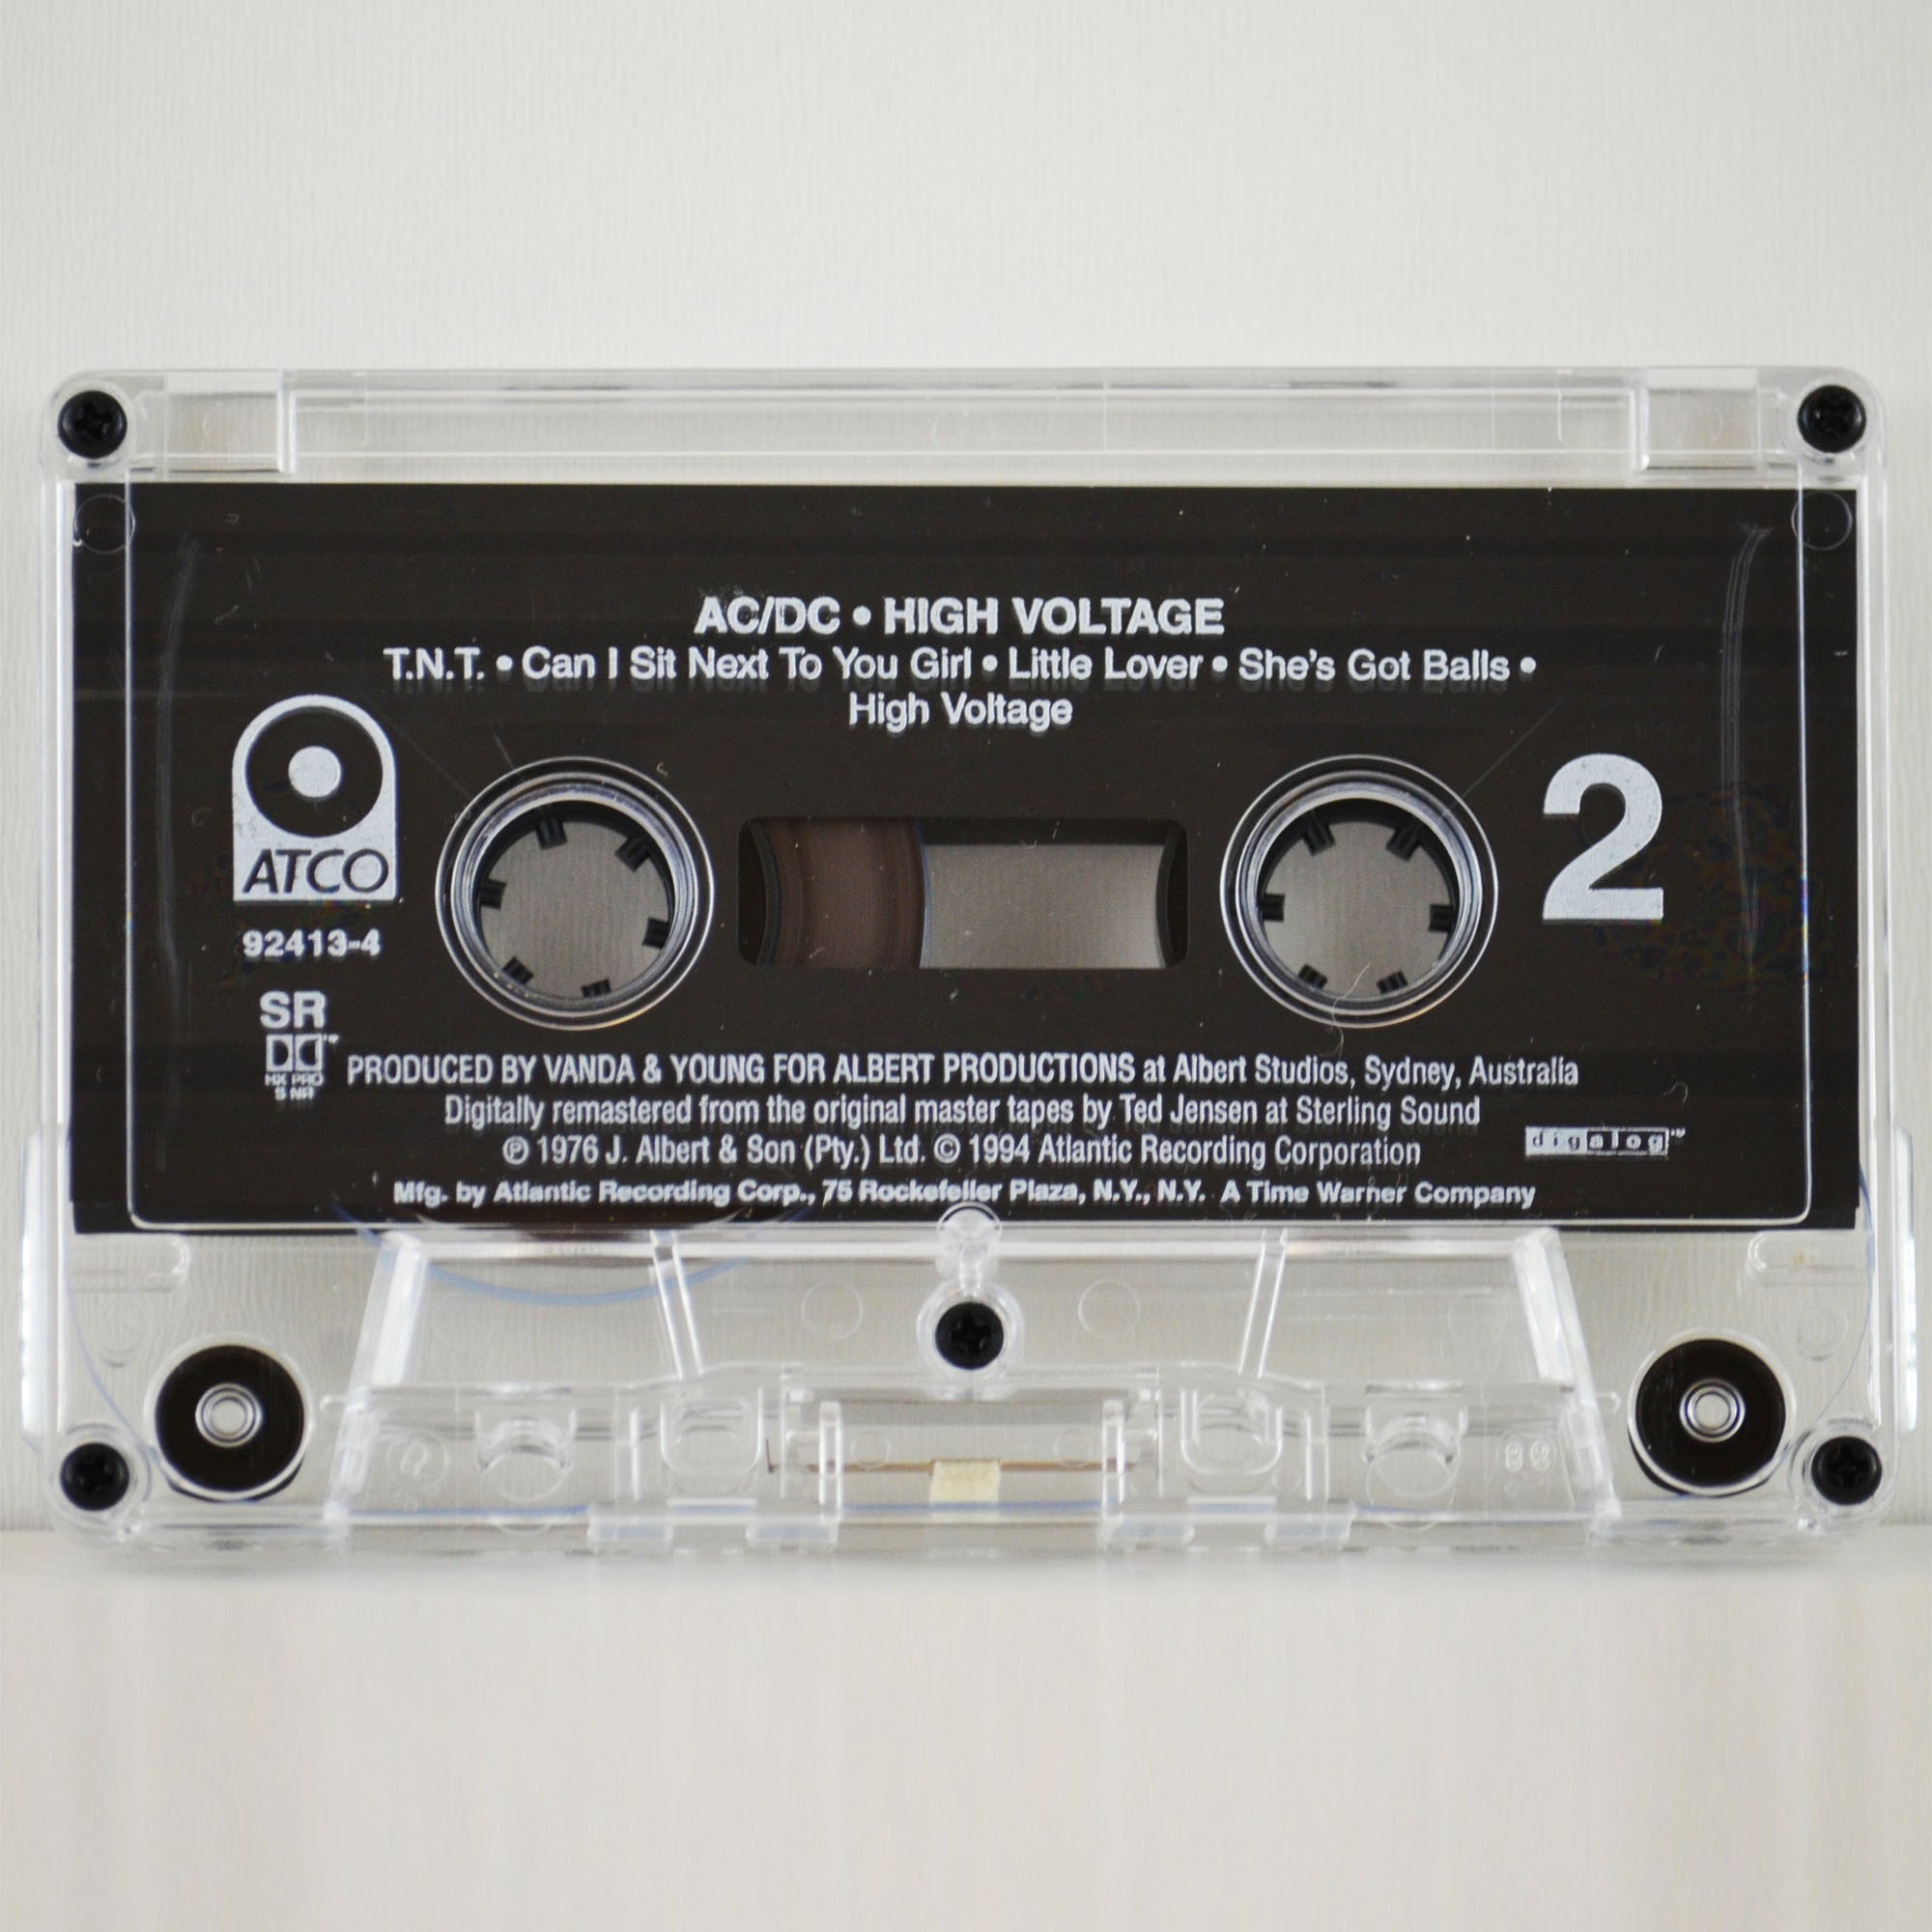 AC/DC • HIGH VOLTAGE
T.N.T. • Can I Sit Next To You Girl • Little Lover • She's Got Balls •
High Voltage
ATCO
2
92413-4
SR
HX PRO
PRODUCED BY VANDA & YOUNG FOR ALBERT PRODUCTIONS at Albert Studios, Sydney, Australia
Digitally remastered from the original master tapes by Ted Jensen at Sterling Sound
digalog™
℗ 1976 J. Albert & Son (Pty.) Ltd. © 1994 Atlantic Recording Corporation
Mfg. by Atlantic Recording Corp., 75 Rockefeller Plaza, N.Y., N.Y. A Time Warner Company